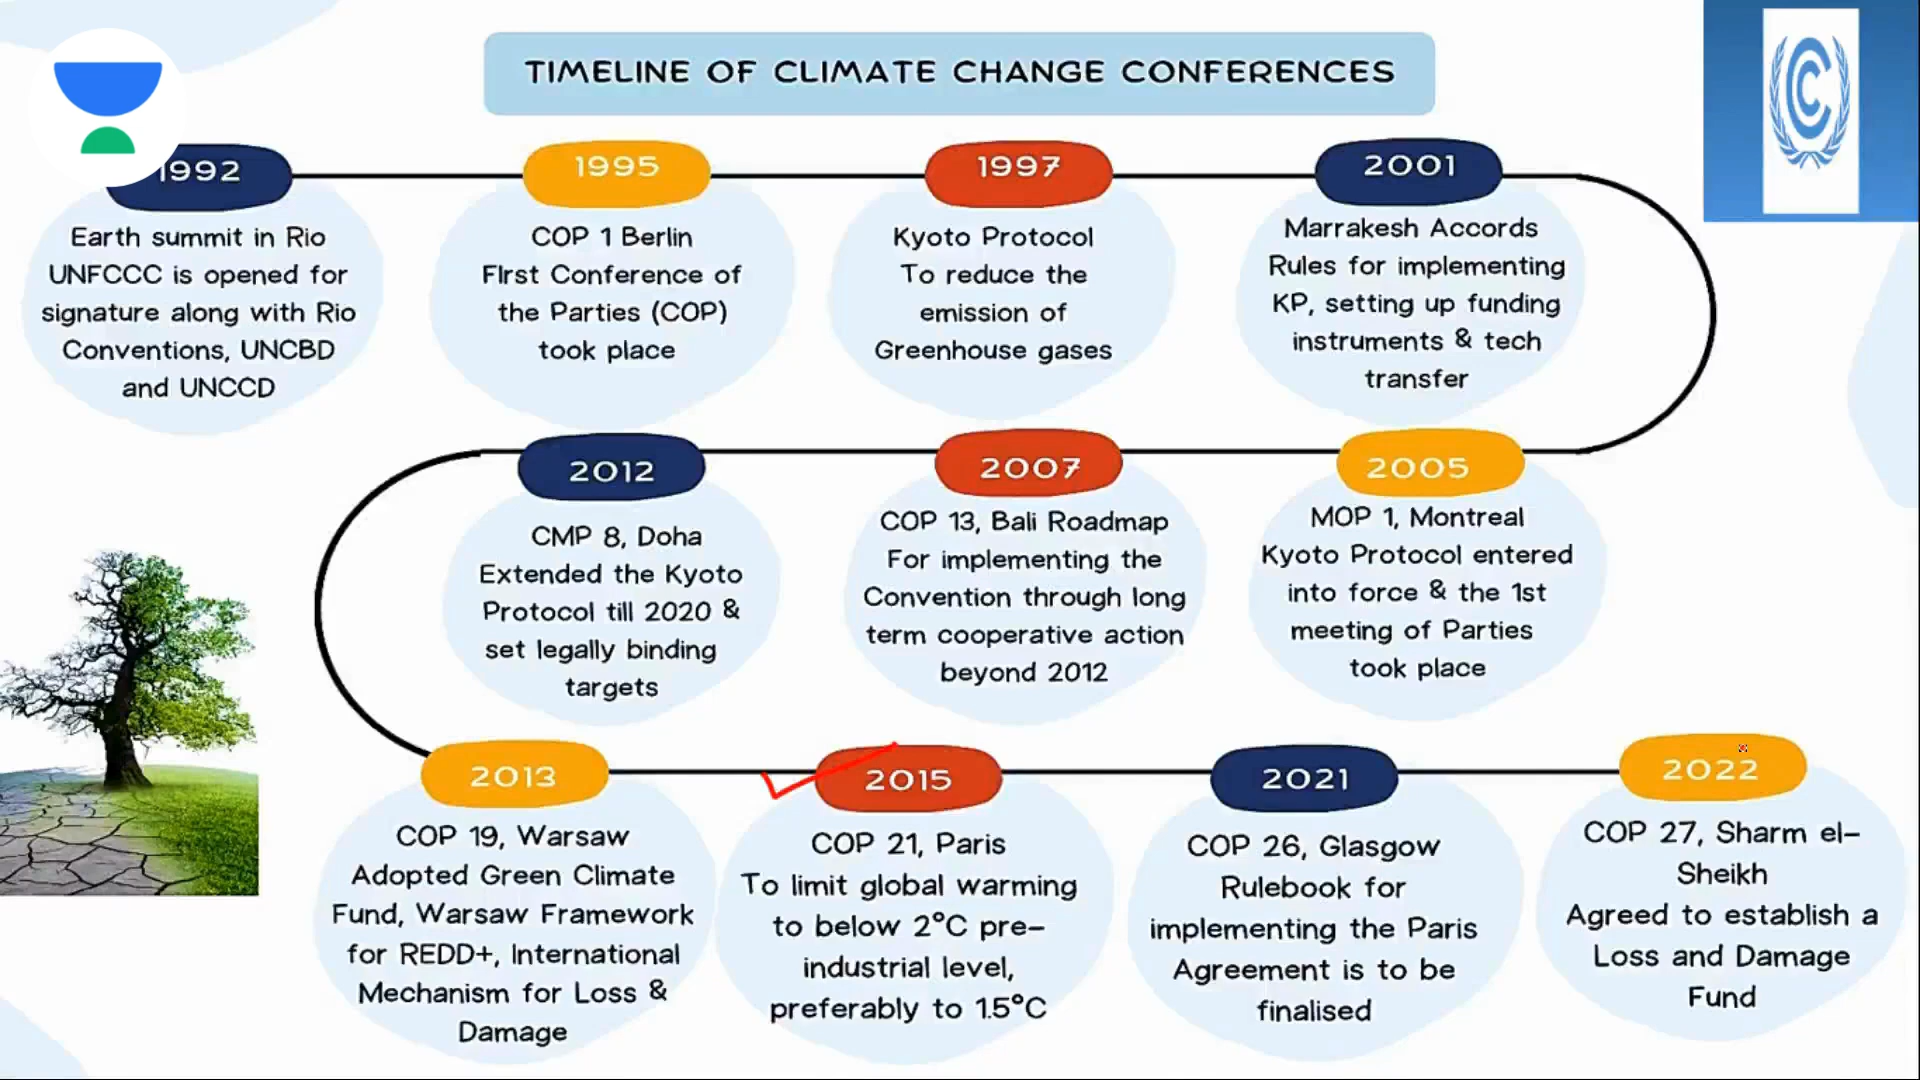 TIMELINE OF CLIMATE CHANGE CONFERENCES
1992
Earth summit in Rio
UNFCCC is opened for
signature along with Rio
Conventions, UNCBD
and UNCCD
1995
COP 1 Berlin
FIrst Conference of
the Parties (COP)
took place
1997
Kyoto Protocol
To reduce the
emission of
Greenhouse gases
2001
Marrakesh Accords
Rules for implementing
KP, setting up funding
instruments & tech
transfer
2005
MOP 1, Montreal
Kyoto Protocol entered
into force & the 1st
meeting of Parties
took place
2007
COP 13, Bali Roadmap
For implementing the
Convention through long
term cooperative action
beyond 2012
2012
CMP 8, Doha
Extended the Kyoto
Protocol till 2020 &
set legally binding
targets
2013
COP 19, Warsaw
Adopted Green Climate
Fund, Warsaw Framework
for REDD+, International
Mechanism for Loss &
Damage
2015
COP 21, Paris
To limit global warming
to below 2°C pre-
industrial level,
preferably to 1.5°C
2021
COP 26, Glasgow
Rulebook for
implementing the Paris
Agreement is to be
finalised
2022
COP 27, Sharm el-
Sheikh
Agreed to establish a
Loss and Damage
Fund